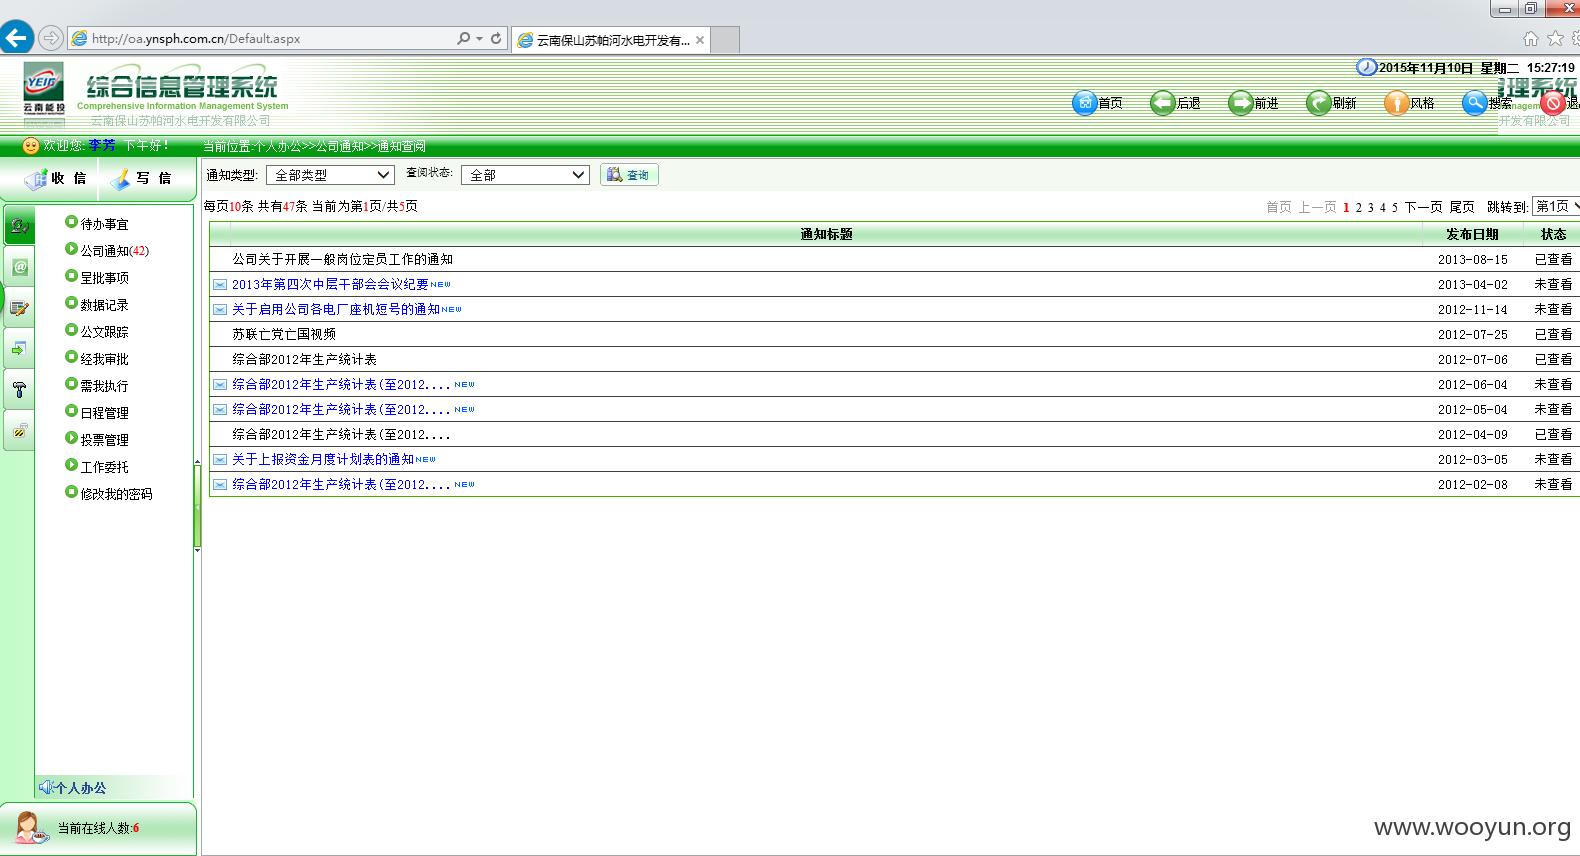 http://oa.ynsph.com.cn/Default.aspx
云南保山苏帕河水电开发有...
YEIG
云南能投
综合信息管理系统
Comprehensive Information Management System
云南保山苏帕河水电开发有限公司
2015年11月10日 星期二 15:27:19
首页 后退 前进 刷新 风格 搜索 退
理系统
开发有限公司
欢迎您: 李芳 下午好!
当前位置:个人办公>>公司通知>>通知查阅
收 信 写 信
通知类型: 全部类型 查阅状态: 全部 查询
每页10条 共有47条 当前为第1页/共5页
首页 上一页 1 2 3 4 5 下一页 尾页 跳转到: 第1页
待办事宜
公司通知(42)
呈批事项
数据记录
公文跟踪
经我审批
需我执行
日程管理
投票管理
工作委托
修改我的密码
通知标题 发布日期 状态
公司关于开展一般岗位定员工作的通知 2013-08-15 已查看
2013年第四次中层干部会会议纪要NEW 2013-04-02 未查看
关于启用公司各电厂座机短号的通知NEW 2012-11-14 未查看
苏联亡党亡国视频 2012-07-25 已查看
综合部2012年生产统计表 2012-07-06 已查看
综合部2012年生产统计表(至2012....NEW 2012-06-04 未查看
综合部2012年生产统计表(至2012....NEW 2012-05-04 未查看
综合部2012年生产统计表(至2012.... 2012-04-09 已查看
关于上报资金月度计划表的通知NEW 2012-03-05 未查看
综合部2012年生产统计表(至2012....NEW 2012-02-08 未查看
个人办公
当前在线人数:6
www.wooyun.org